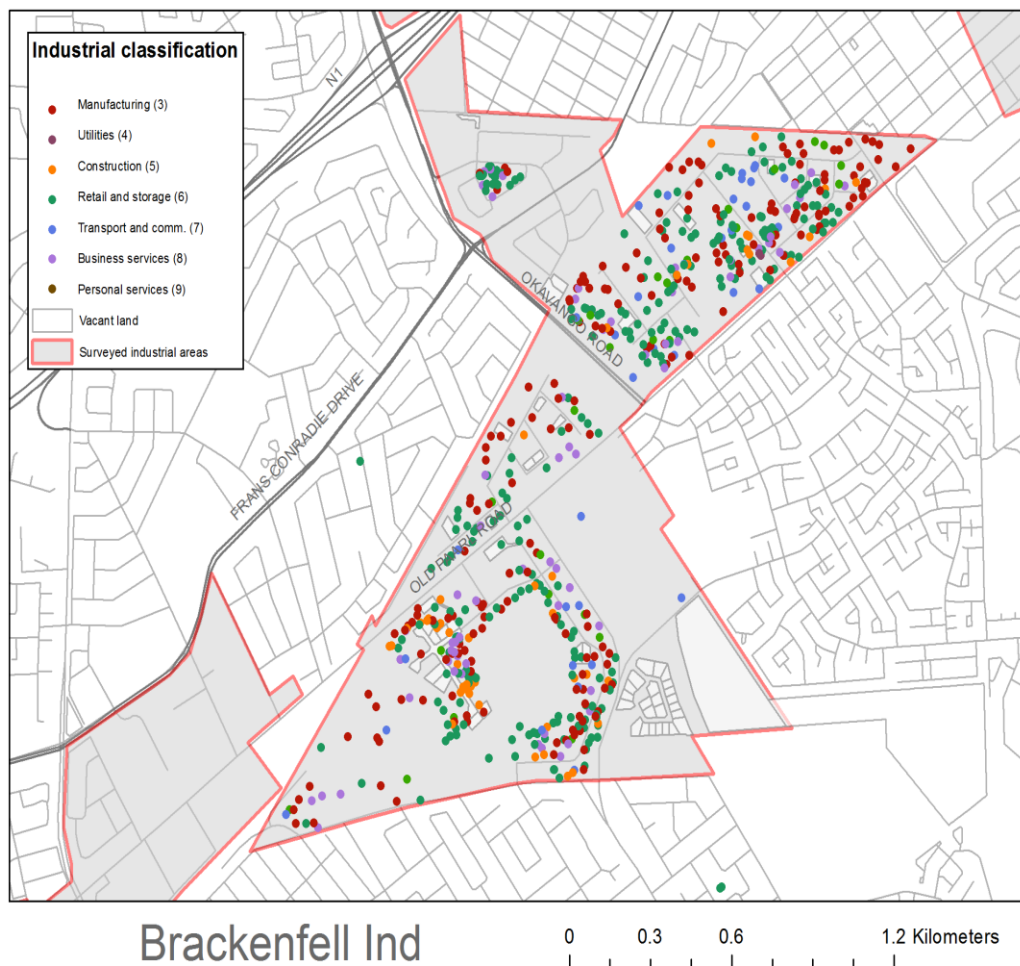 Industrial classification
Manufacturing (3)
Utilities (4)
Construction (5)
Retail and storage (6)
Transport and comm. (7)
Business services (8)
Personal services (9)
Vacant land
Surveyed industrial areas
N1
OKAVANGO ROAD
FRANS CONRADIE DRIVE
OLD PAARL ROAD
Brackenfell Ind
0 0.3 0.6 1.2 Kilometers